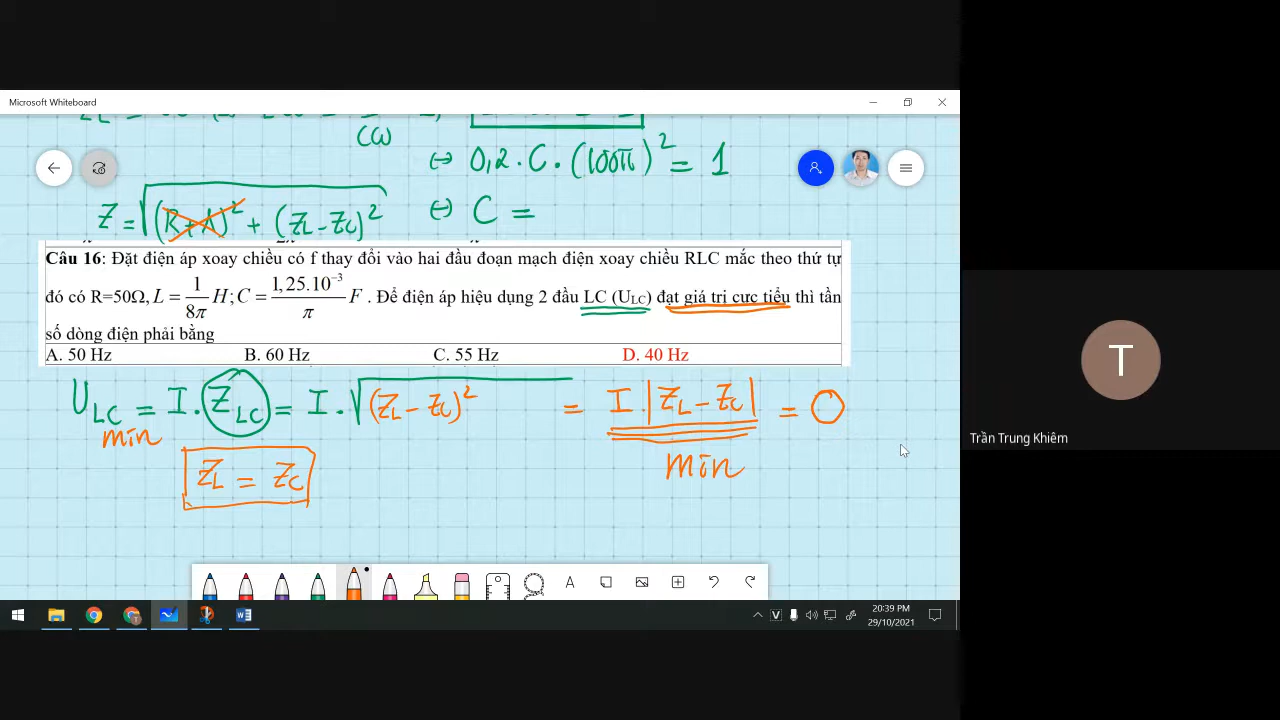 Microsoft Whiteboard
Cω
⇔ 0,2 . C . (100π)² = 1
Z = √(R+r)² + (ZL - ZC)²
⇔ C =
Câu 16: Đặt điện áp xoay chiều có f thay đổi vào hai đầu đoạn mạch điện xoay chiều RLC mắc theo thứ tự
đó có R=50Ω, L = 1/8π H; C = 1,25.10⁻³/π F. Để điện áp hiệu dụng 2 đầu LC (ULC) đạt giá trị cực tiểu thì tần
số dòng điện phải bằng
A. 50 Hz B. 60 Hz C. 55 Hz D. 40 Hz
ULC = I. ZLC = I. √(ZL - ZC)² = I.|ZL - ZC| = 0
min
ZL = ZC
min
T
Trần Trung Khiêm
20:39 PM
29/10/2021